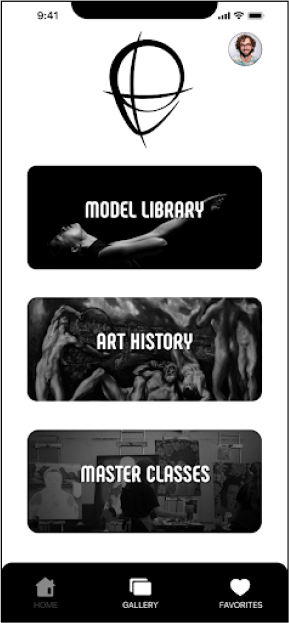 9:41
MODEL LIBRARY
ART HISTORY
MASTER CLASSES
HOME GALLERY FAVORITES